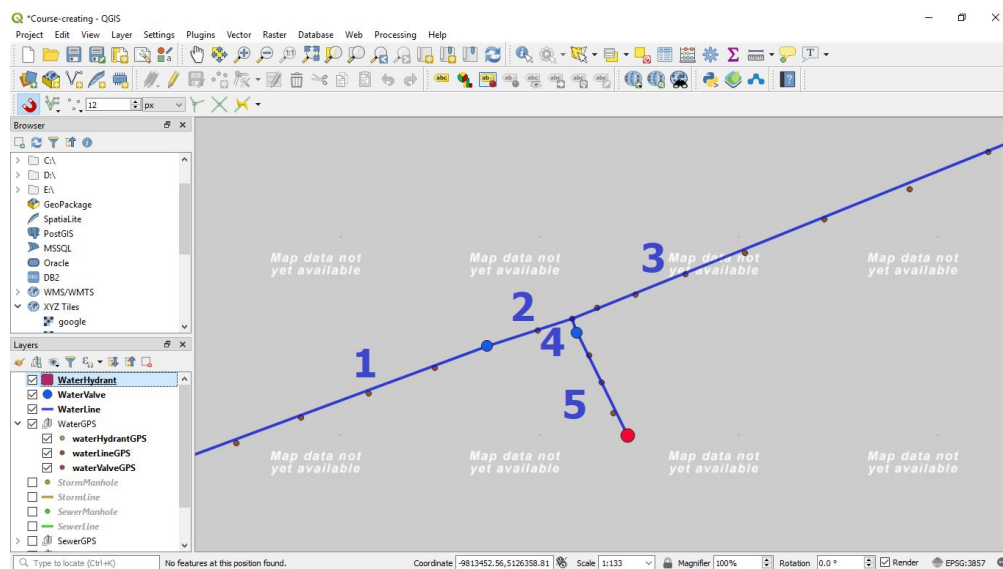 *Course-creating - QGIS
Project Edit View Layer Settings Plugins Vector Raster Database Web Processing Help
12 px
Browser
C:\
D:\
E:\
GeoPackage
SpatiaLite
PostGIS
MSSQL
Oracle
DB2
WMS/WMTS
XYZ Tiles
google
Layers
WaterHydrant
WaterValve
WaterLine
WaterGPS
waterHydrantGPS
waterLineGPS
waterValveGPS
StormManhole
StormLine
SewerManhole
SewerLine
SewerGPS
Map data not
yet available
Map data not
yet available
Map data not
yet available
Map data not
yet available
1
2
3
4
5
Map data not
yet available
Map data not
yet available
Map data not
yet available
Map data not
yet available
Type to locate (Ctrl+K) No features at this position found. Coordinate -9813452.56,5126358.81 Scale 1:133 Magnifier 100% Rotation 0.0 ° Render EPSG:3857